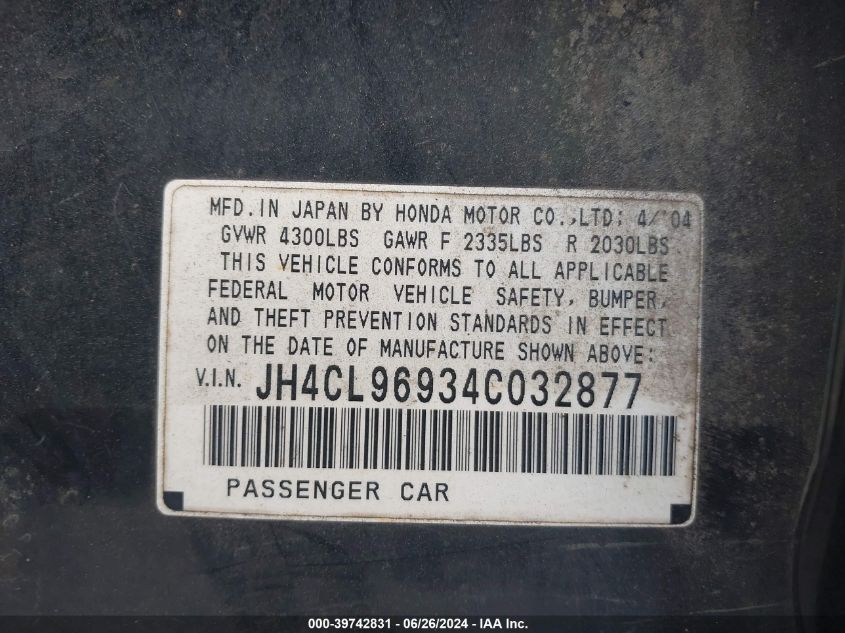 MFD. IN JAPAN BY HONDA MOTOR CO., LTD: 4/'04
GVWR 4300LBS GAWR F 2335LBS R 2030LBS
THIS VEHICLE CONFORMS TO ALL APPLICABLE
FEDERAL MOTOR VEHICLE SAFETY, BUMPER,
AND THEFT PREVENTION STANDARDS IN EFFECT
ON THE DATE OF MANUFACTURE SHOWN ABOVE:
V.I.N. JH4CL96934C032877
PASSENGER CAR
000-39742831 - 06/26/2024 - IAA Inc.